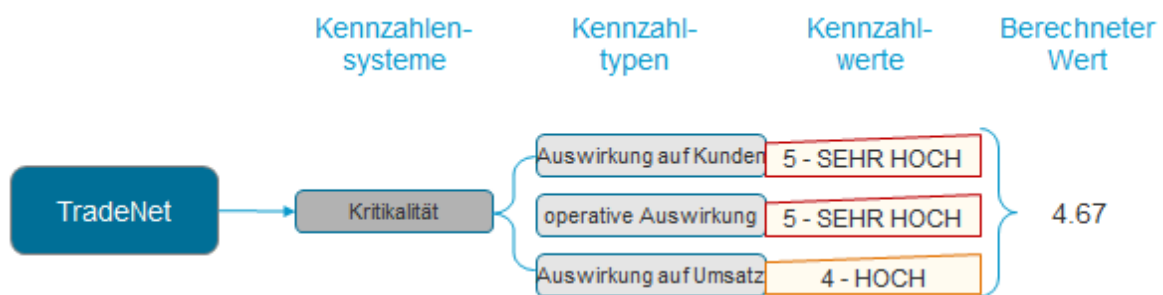 Kennzahlen-
systeme
Kennzahl-
typen
Kennzahl-
werte
Berechneter
Wert
TradeNet
Kritikalität
Auswirkung auf Kunden
5 - SEHR HOCH
operative Auswirkung
5 - SEHR HOCH
Auswirkung auf Umsatz
4 - HOCH
4.67